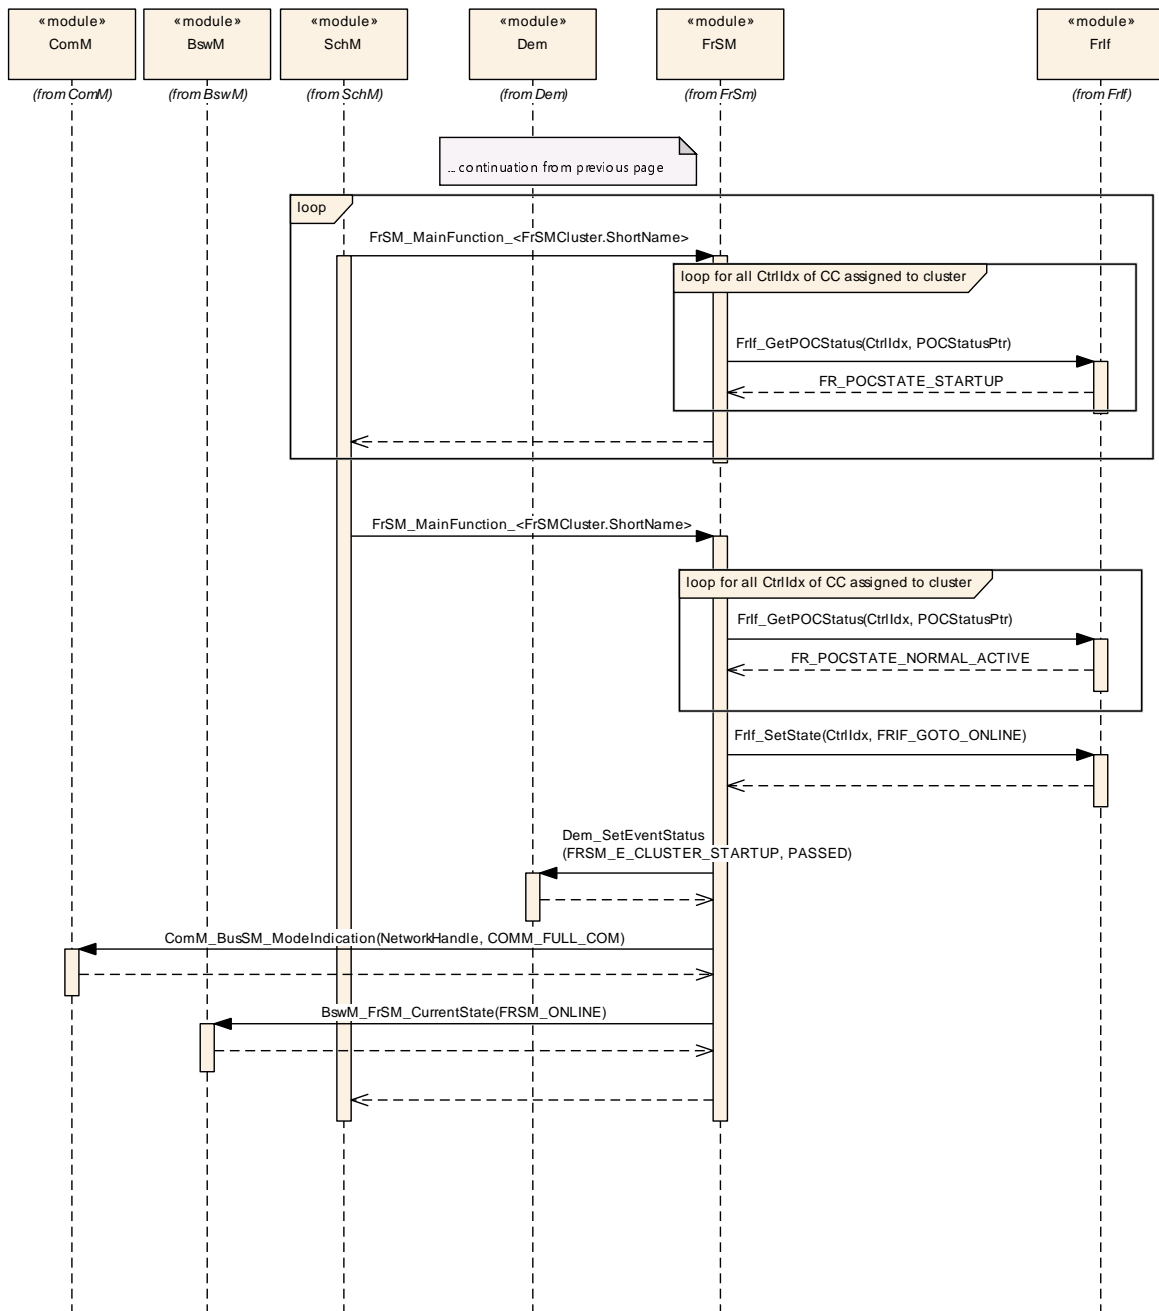 «module»
ComM
«module»
BswM
«module»
SchM
«module»
Dem
«module»
FrSM
«module»
FrIf
(from ComM)
(from BswM)
(from SchM)
(from Dem)
(from FrSm)
(from FrIf)
... continuation from previous page
loop
FrSM_MainFunction_<FrSMCluster.ShortName>
loop for all CtrlIdx of CC assigned to cluster
FrIf_GetPOCStatus(CtrlIdx, POCStatusPtr)
FR_POCSTATE_STARTUP
FrSM_MainFunction_<FrSMCluster.ShortName>
loop for all CtrlIdx of CC assigned to cluster
FrIf_GetPOCStatus(CtrlIdx, POCStatusPtr)
FR_POCSTATE_NORMAL_ACTIVE
FrIf_SetState(CtrlIdx, FRIF_GOTO_ONLINE)
Dem_SetEventStatus
(FRSM_E_CLUSTER_STARTUP, PASSED)
ComM_BusSM_ModeIndication(NetworkHandle, COMM_FULL_COM)
BswM_FrSM_CurrentState(FRSM_ONLINE)